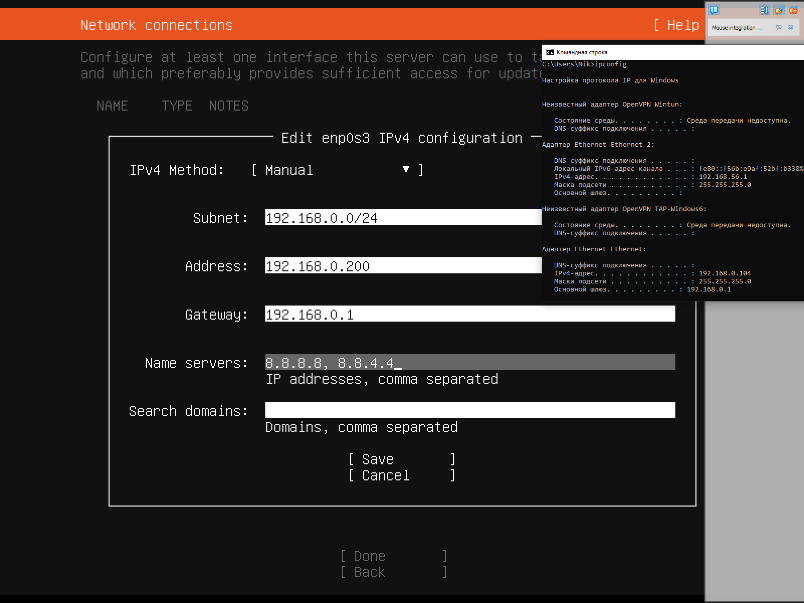 Network connections
[ Help
Configure at least one interface this server can use to t
and which preferably provides sufficient access for update
NAME TYPE NOTES
Edit enp0s3 IPv4 configuration
IPv4 Method: [ Manual ▼ ]
Subnet: 192.168.0.0/24
Address: 192.168.0.200
Gateway: 192.168.0.1
Name servers: 8.8.8.8, 8.8.4.4_
IP addresses, comma separated
Search domains:
Domains, comma separated
[ Save ]
[ Cancel ]
[ Done ]
[ Back ]
Mouse integration ...
Командная строка
C:\Users\Nik>ipconfig
Настройка протокола IP для Windows
Неизвестный адаптер OpenVPN Wintun:
Состояние среды. . . . . . . . : Среда передачи недоступна.
DNS-суффикс подключения . . . . . :
Адаптер Ethernet Ethernet 2:
DNS-суффикс подключения . . . . . :
Локальный IPv6-адрес канала . . . : fe80::f56b:e9af:52bf:b338%
IPv4-адрес. . . . . . . . . . . . : 192.168.56.1
Маска подсети . . . . . . . . . . : 255.255.255.0
Основной шлюз. . . . . . . . . :
Неизвестный адаптер OpenVPN TAP-Windows6:
Состояние среды. . . . . . . . : Среда передачи недоступна.
DNS-суффикс подключения . . . . . :
Адаптер Ethernet Ethernet:
DNS-суффикс подключения . . . . . :
IPv4-адрес. . . . . . . . . . . . : 192.168.0.104
Маска подсети . . . . . . . . . . : 255.255.255.0
Основной шлюз. . . . . . . . . : 192.168.0.1